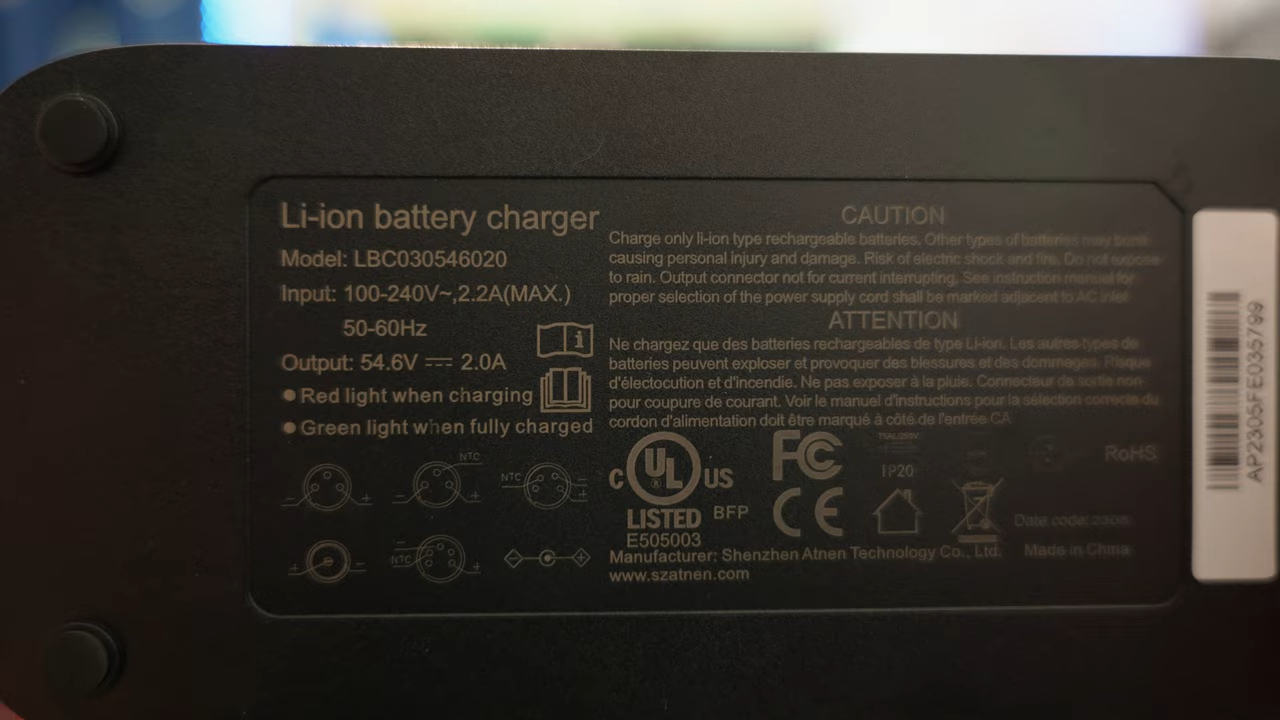 Li-ion battery charger
Model: LBC030546020
Input: 100-240V~,2.2A(MAX.)
50-60Hz
Output: 54.6V ⎓ 2.0A
●Red light when charging
●Green light when fully charged
NTC
NTC
NTC
CAUTION
Charge only li-ion type rechargeable batteries. Other types of batteries may burst
causing personal injury and damage. Risk of electric shock and fire. Do not expose
to rain. Output connector not for current interrupting. See instruction manual for
proper selection of the power supply cord shall be marked adjacent to AC inlet
ATTENTION
Ne chargez que des batteries rechargeables de type Li-ion. Les autres types de
batteries peuvent exploser et provoquer des blessures et des dommages. Risque
d'électocution et d'incendie. Ne pas exposer à la pluie. Connecteur de sortie non
pour coupure de courant. Voir le manuel d'instructions pour la sélection correcte du
cordon d'alimentation doit être marqué à côté de l'entrée CA
C UL US
LISTED
E505003
BFP
FC
CE
IP20
RoHS
Date code:
Made in China
Manufacturer: Shenzhen Atnen Technology Co., Ltd.
www.szatnen.com
AP2305FE035799